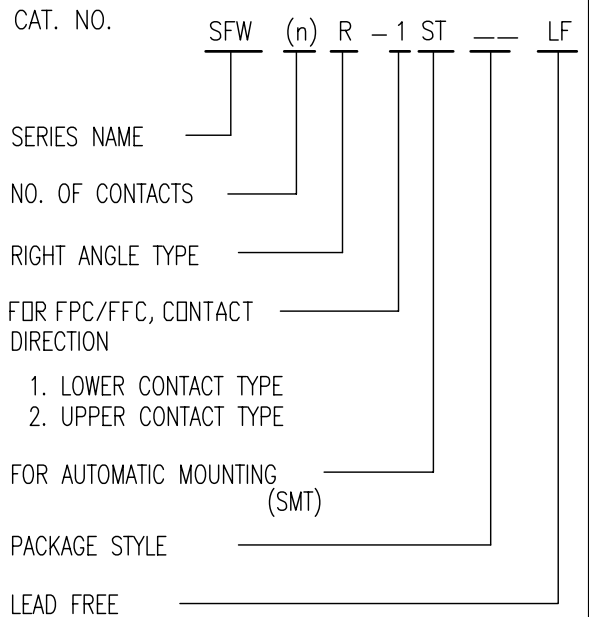 CAT. NO.
SFW (n) R - 1 ST __ LF
SERIES NAME
NO. OF CONTACTS
RIGHT ANGLE TYPE
FOR FPC/FFC, CONTACT
DIRECTION
1. LOWER CONTACT TYPE
2. UPPER CONTACT TYPE
FOR AUTOMATIC MOUNTING
(SMT)
PACKAGE STYLE
LEAD FREE